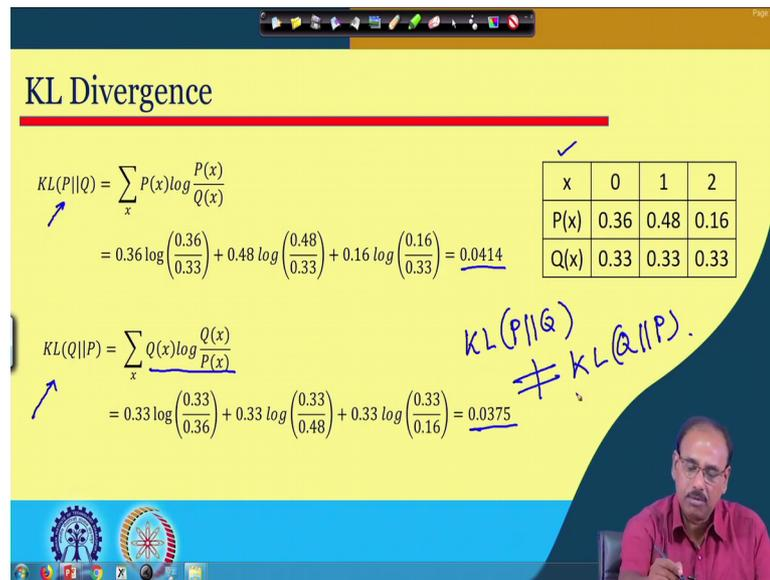 Page
KL Divergence
KL(P||Q) = ∑ₓ P(x)log P(x)/Q(x)
= 0.36 log (0.36/0.33) + 0.48 log (0.48/0.33) + 0.16 log (0.16/0.33) = 0.0414
x 0 1 2
P(x) 0.36 0.48 0.16
Q(x) 0.33 0.33 0.33
KL(P||Q)
≠ KL(Q||P).
KL(Q||P) = ∑ₓ Q(x)log Q(x)/P(x)
= 0.33 log (0.33/0.36) + 0.33 log (0.33/0.48) + 0.33 log (0.33/0.16) = 0.0375